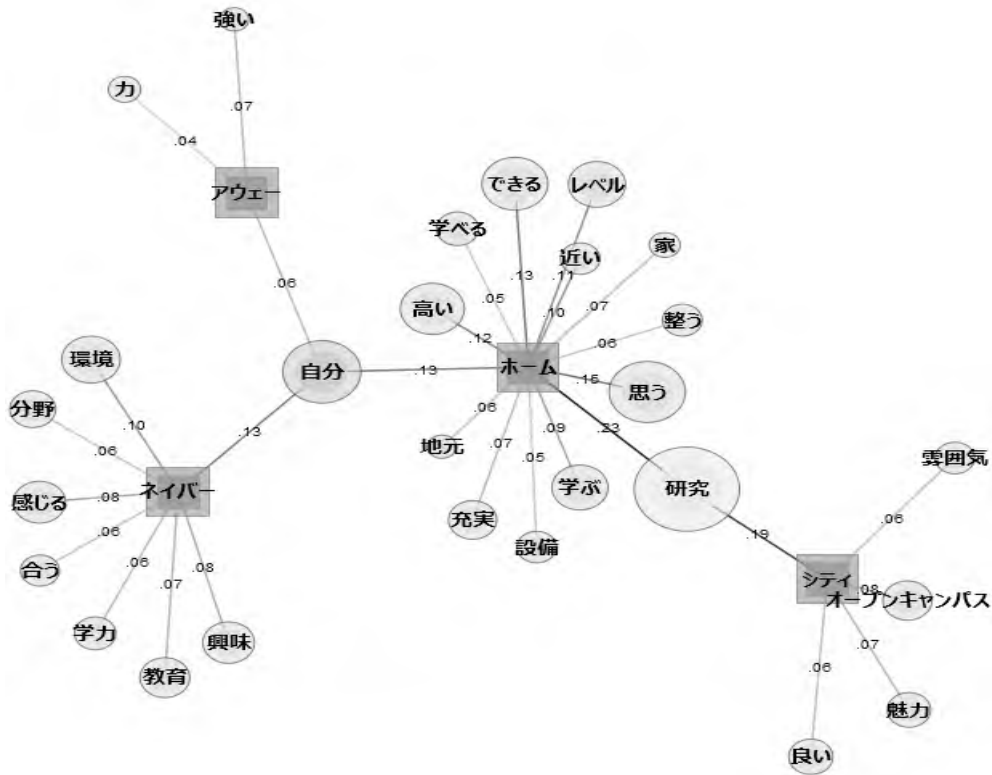 強い
力
.07
.04
アウェー
できる
レベル
学べる
近い
家
.13
.11
.06
.05
.07
.10
高い
整う
.12
.06
環境
自分
.13
ホーム
.15
思う
分野
.10
.06
.23
.13
.06
地元
.07
.09
.05
雰囲気
感じる
.08
ネイバー
充実
学ぶ
研究
.06
設備
.19
.06
合う
.06
.07
.08
シティ
.08
オープンキャンパス
学力
興味
.06
.07
教育
魅力
良い